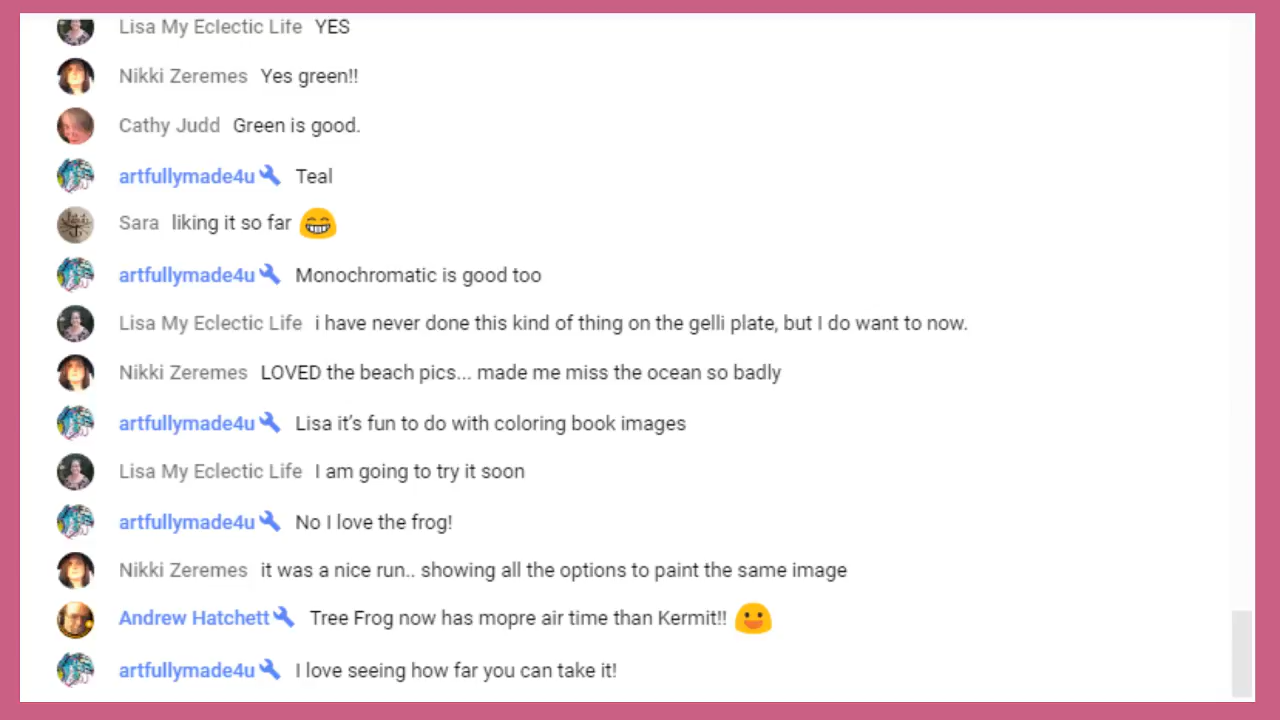 Lisa My Eclectic Life YES
Nikki Zeremes Yes green!!
Cathy Judd Green is good.
artfullymade4u Teal
Sara liking it so far
artfullymade4u Monochromatic is good too
Lisa My Eclectic Life i have never done this kind of thing on the gelli plate, but I do want to now.
Nikki Zeremes LOVED the beach pics... made me miss the ocean so badly
artfullymade4u Lisa it's fun to do with coloring book images
Lisa My Eclectic Life I am going to try it soon
artfullymade4u No I love the frog!
Nikki Zeremes it was a nice run.. showing all the options to paint the same image
Andrew Hatchett Tree Frog now has mopre air time than Kermit!!
artfullymade4u I love seeing how far you can take it!